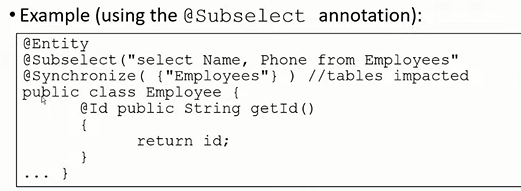 • Example (using the @Subselect annotation):
@Entity
@Subselect("select Name, Phone from Employees"
@Synchronize( {"Employees"} ) //tables impacted
public class Employee {
@Id public String getId()
{
return id;
}
... }